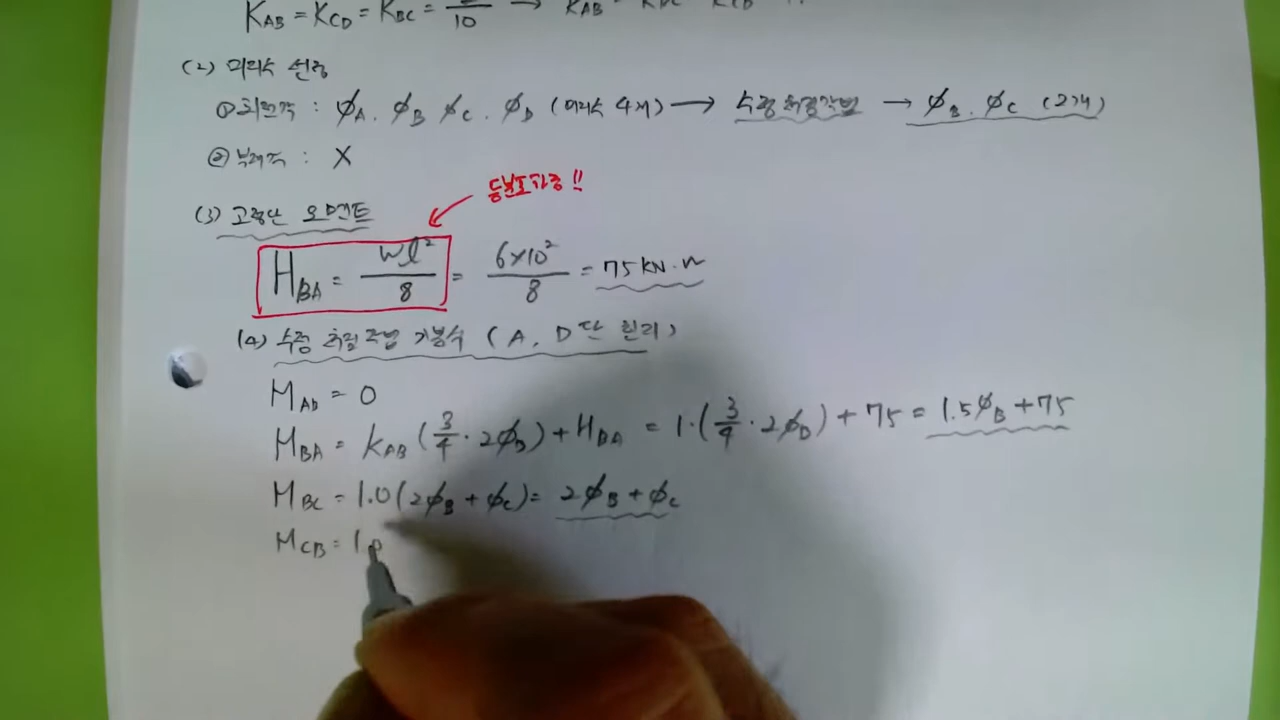 K_AB = K_CD = K_BC = /10 →
(2) 미지수 선정
① 회전각 : φ_A . φ_B φ_C . φ_D (미지수 4개) → 수정처짐각법 → φ_B . φ_C (2개)
② 부재각 : X
등분포하중!!
(3) 고정단 모멘트
H_BA = wl²/8 = 6×10²/8 = 75 kN·m
(4) 수정 처짐각법 기본식 (A, D단 힌지)
M_AB = 0
M_BA = K_AB (3/4 · 2φ_B) + H_BA = 1·(3/4 · 2φ_B) + 75 = 1.5φ_B + 75
M_BC = 1.0 (2φ_B + φ_C) = 2φ_B + φ_C
M_CB = 1.0